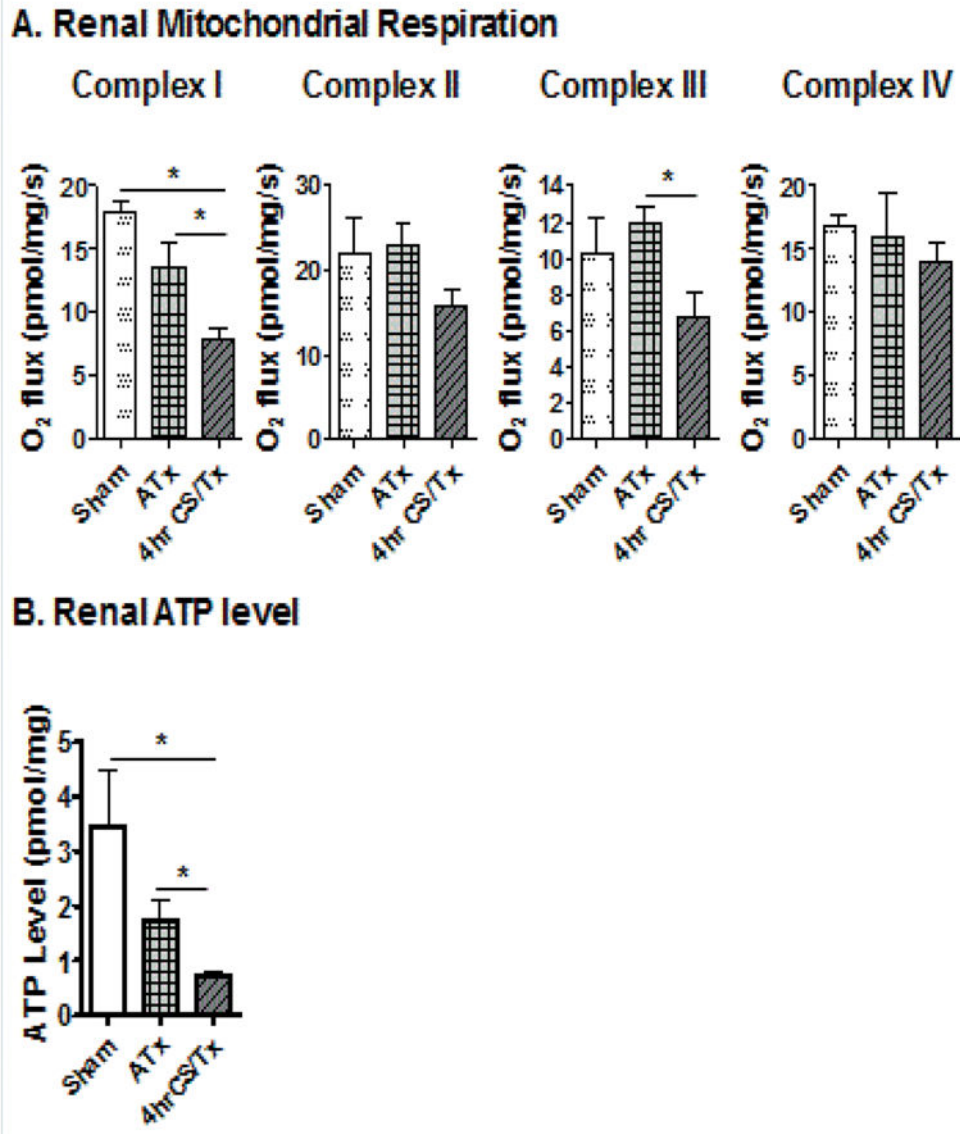 A. Renal Mitochondrial Respiration
Complex I
O₂ flux (pmol/mg/s)
20
15
10
5
0
*
*
Sham
ATx
4hr CS/Tx
Complex II
O₂ flux (pmol/mg/s)
30
20
10
0
Sham
ATx
4hr CS/Tx
Complex III
O₂ flux (pmol/mg/s)
14
12
10
8
6
4
2
0
*
Sham
ATx
4hr CS/Tx
Complex IV
O₂ flux (pmol/mg/s)
20
15
10
5
0
Sham
ATx
4hr CS/Tx
B. Renal ATP level
ATP Level (pmol/mg)
5
4
3
2
1
0
*
*
Sham
ATx
4hrCS/Tx